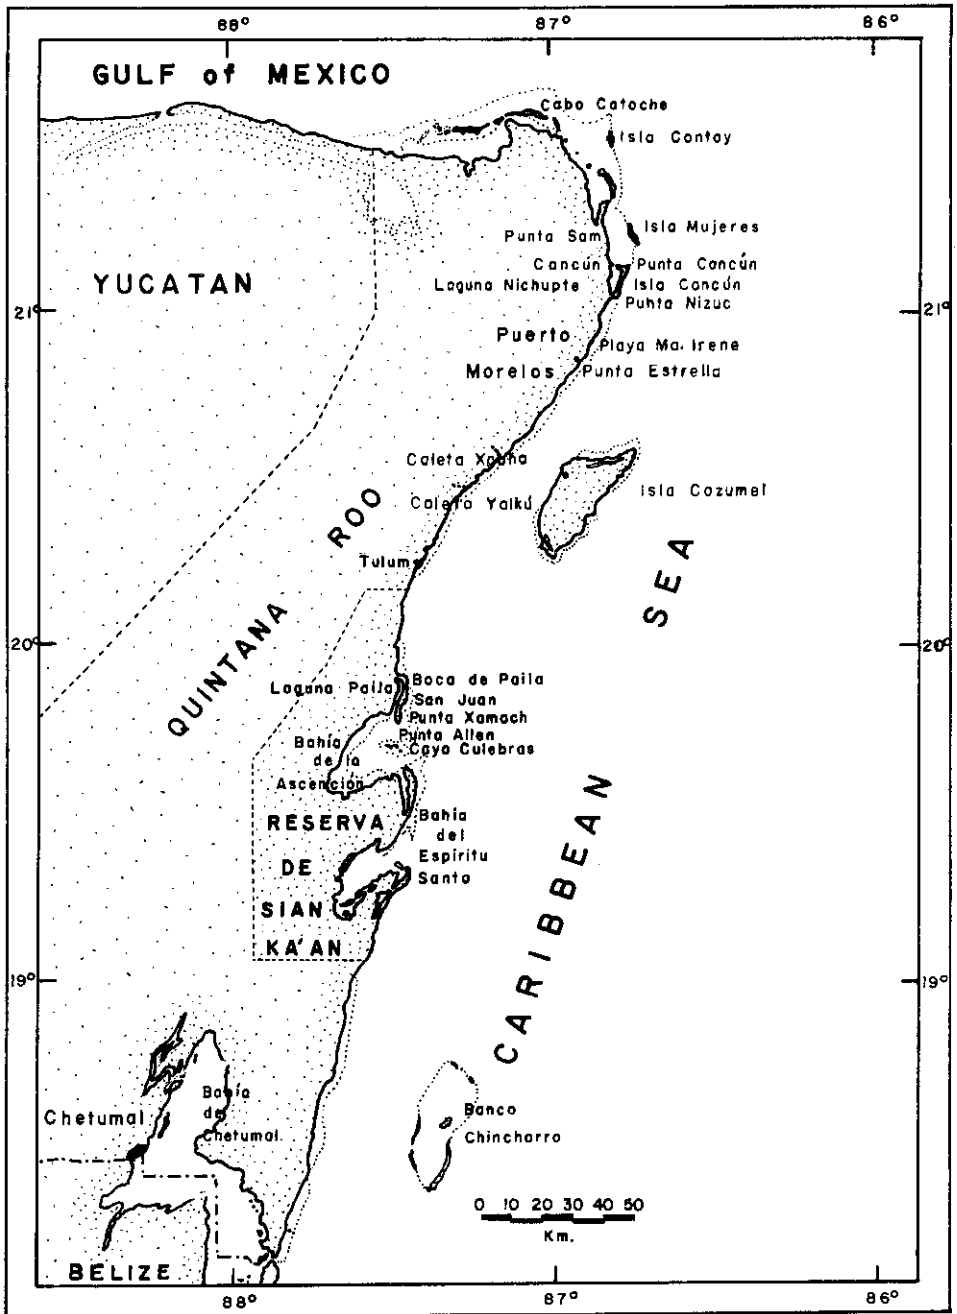 88° 87° 86°
GULF of MEXICO
Cabo Catoche
Isla Contoy
Punta Sam
Isla Mujeres
YUCATAN
Cancún
Punta Cancún
Laguna Nichupte
Isla Cancún
Punta Nizuc
21° 21°
Puerto
Morelos
Playa Ma. Irene
Punta Estrella
Caleta Xpuha
Caleta Yalkú
Isla Cozumel
QUINTANA ROO
Tulum
20° 20°
CARIBBEAN SEA
Laguna Paila
Boca de Paila
San Juan
Punta Xamach
Punta Allen
Cayo Culebras
Bahía
de la
Ascención
RESERVA
DE
SIAN
KA'AN
Bahía
del
Espíritu
Santo
19° 19°
Chetumal
Bahía
de
Chetumal
Banco
Chincharro
0 10 20 30 40 50
Km.
BELIZE
88° 87° 86°